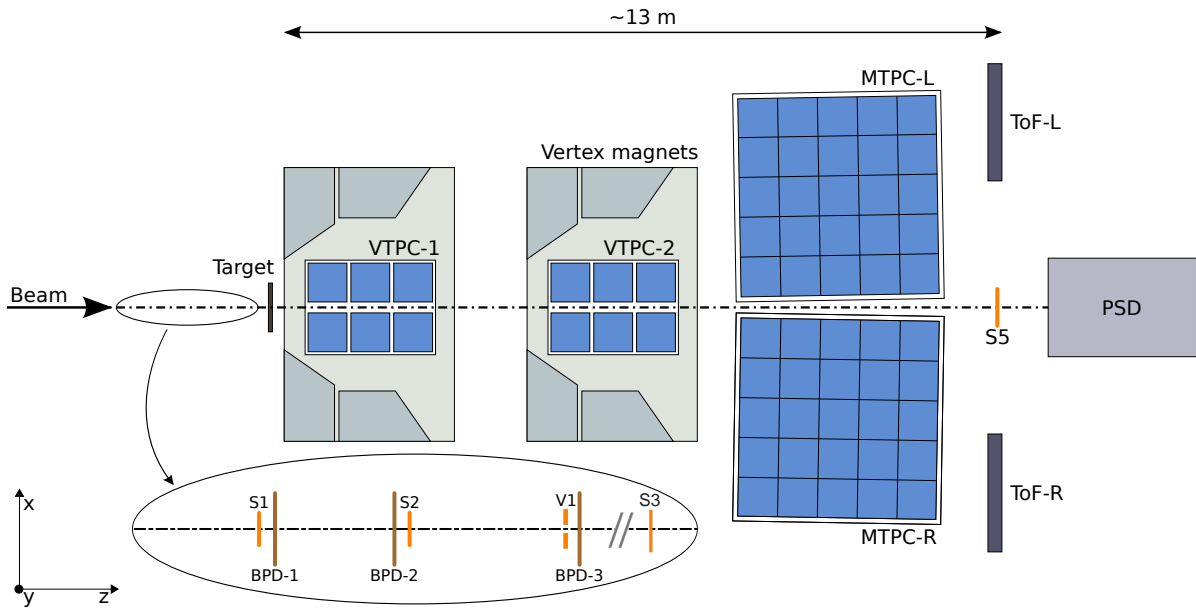 ~13 m
MTPC-L
ToF-L
Vertex magnets
VTPC-1
VTPC-2
Target
Beam
PSD
S5
S1
S2
V1
S3
BPD-1
BPD-2
BPD-3
ToF-R
MTPC-R
x
y
z